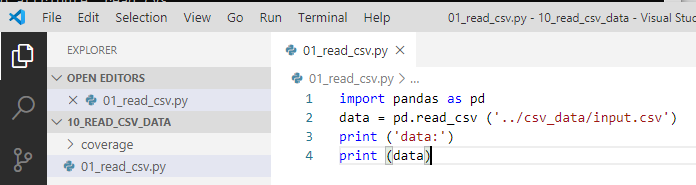 File Edit Selection View Go Run Terminal Help 01_read_csv.py - 10_read_csv_data - Visual Stud
EXPLORER
OPEN EDITORS
01_read_csv.py
10_READ_CSV_DATA
coverage
01_read_csv.py
01_read_csv.py
01_read_csv.py > ...
1 import pandas as pd
2 data = pd.read_csv ('../csv_data/input.csv')
3 print ('data:')
4 print (data)